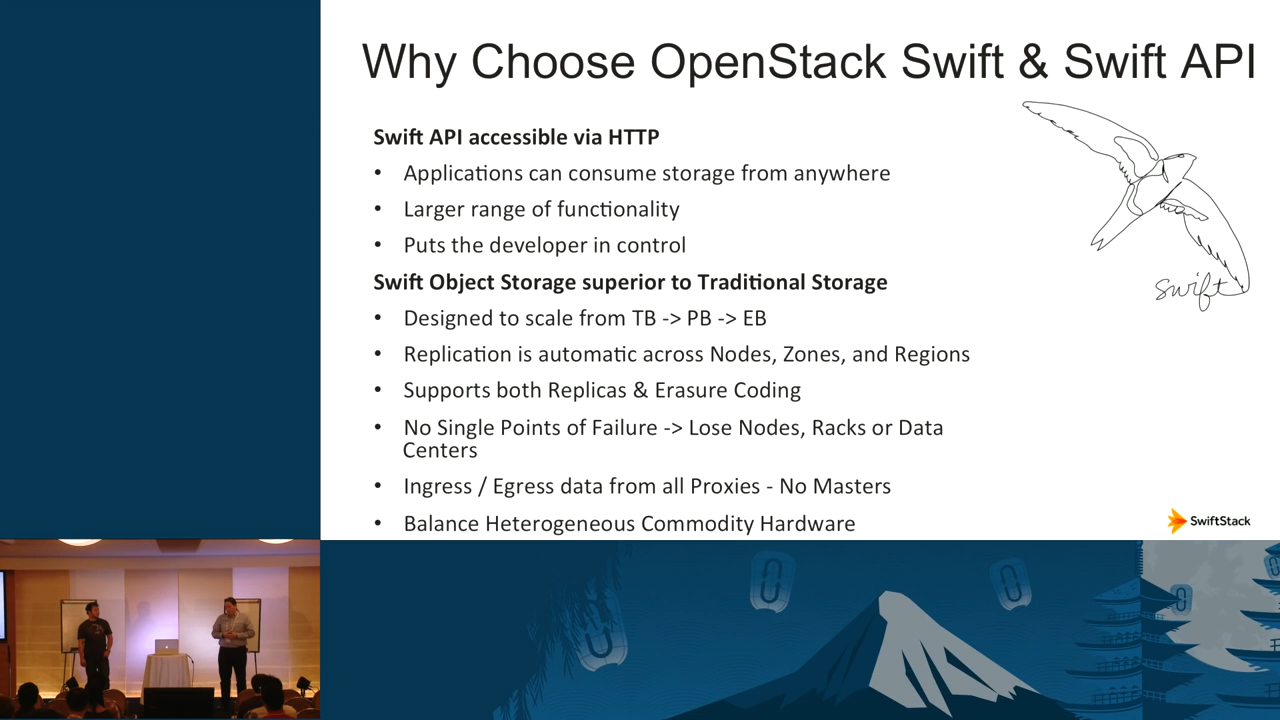 Why Choose OpenStack Swift & Swift API
Swift API accessible via HTTP
• Applications can consume storage from anywhere
• Larger range of functionality
• Puts the developer in control
Swift Object Storage superior to Traditional Storage
• Designed to scale from TB -> PB -> EB
• Replication is automatic across Nodes, Zones, and Regions
• Supports both Replicas & Erasure Coding
• No Single Points of Failure -> Lose Nodes, Racks or Data
Centers
• Ingress / Egress data from all Proxies - No Masters
• Balance Heterogeneous Commodity Hardware
swift
SwiftStack